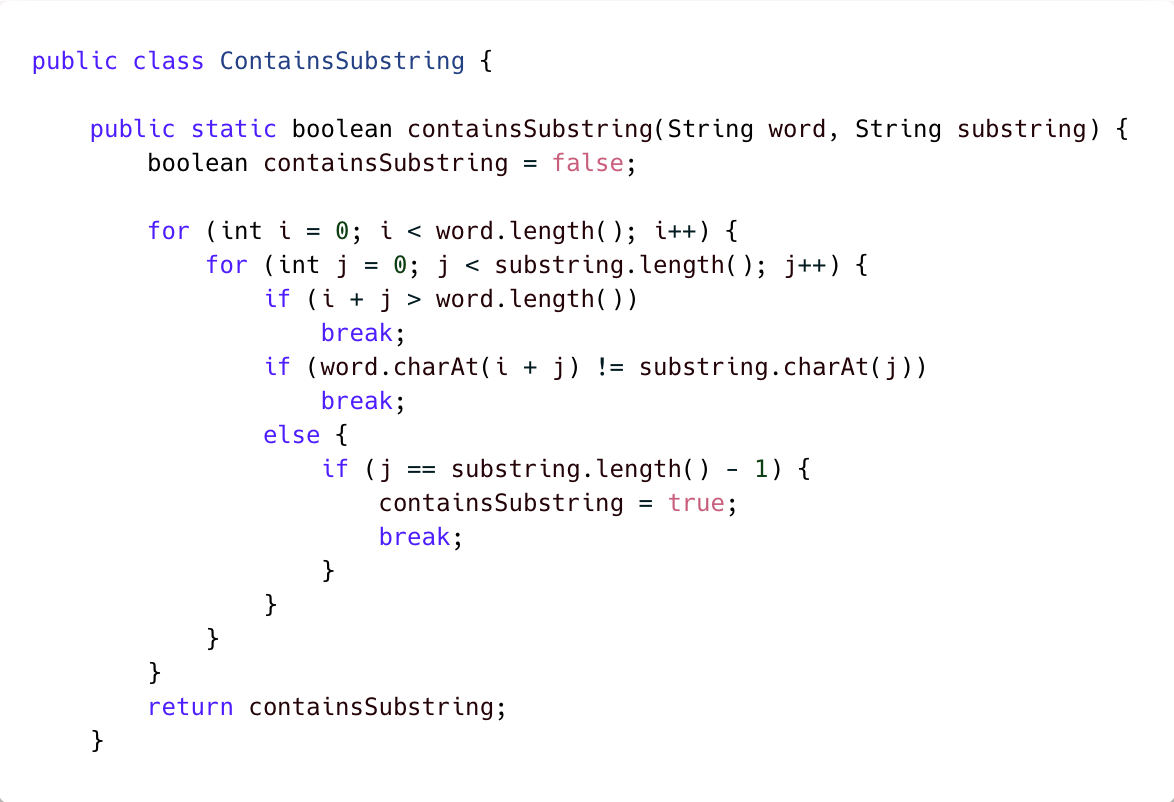 public class ContainsSubstring {
    public static boolean containsSubstring(String word, String substring) {
        boolean containsSubstring = false;
        for (int i = 0; i < word.length(); i++) {
            for (int j = 0; j < substring.length(); j++) {
                if (i + j > word.length())
                    break;
                if (word.charAt(i + j) != substring.charAt(j))
                    break;
                else {
                    if (j == substring.length() - 1) {
                        containsSubstring = true;
                        break;
                    }
                }
            }
        }
        return containsSubstring;
    }